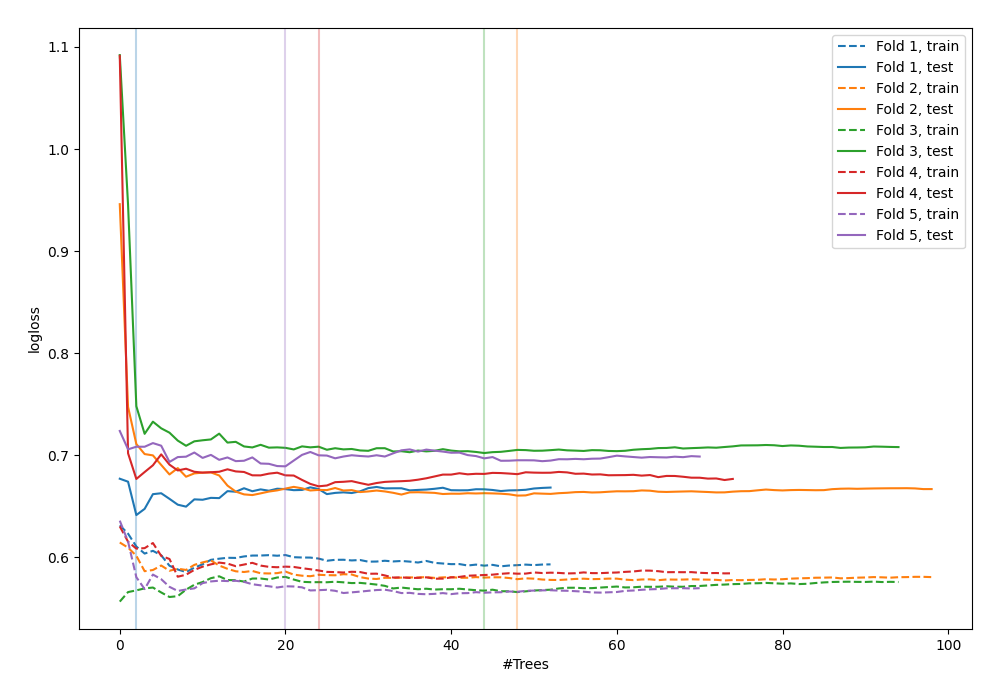 1.1
1.0
0.9
0.8
0.7
0.6
logloss
0 20 40 60 80 100
#Trees
Fold 1, train
Fold 1, test
Fold 2, train
Fold 2, test
Fold 3, train
Fold 3, test
Fold 4, train
Fold 4, test
Fold 5, train
Fold 5, test